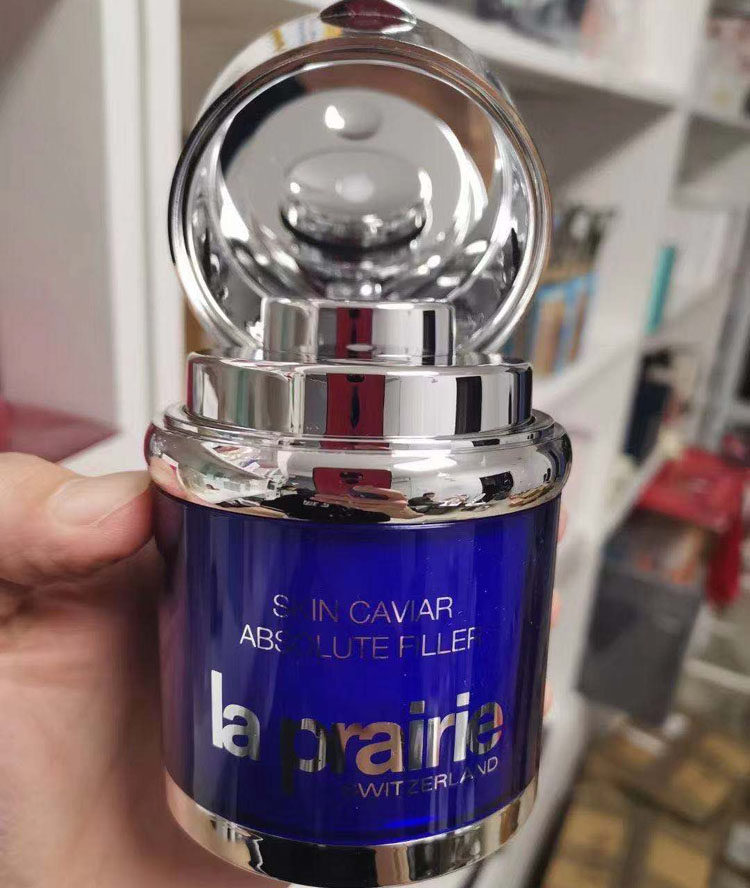 SKIN CAVIAR
ABSOLUTE FILLER
la prairie
SWITZERLAND